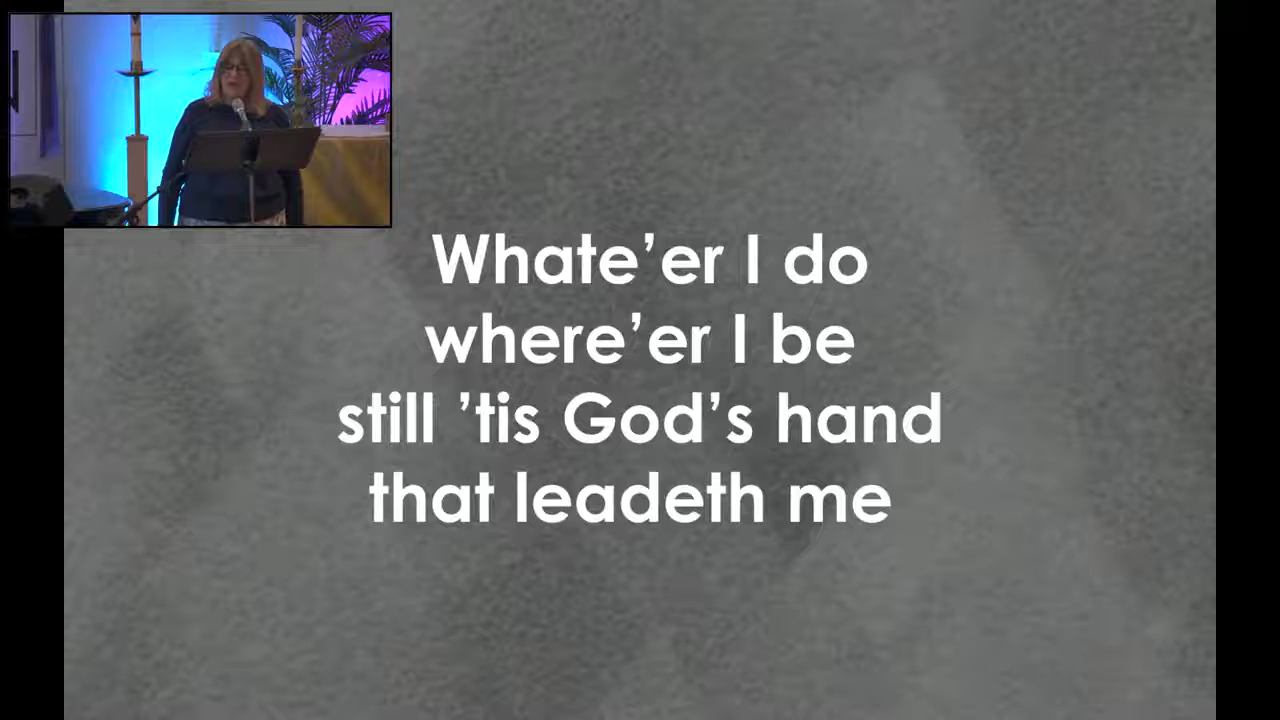 Whate’er I do
where’er I be
still ’tis God’s hand
that leadeth me